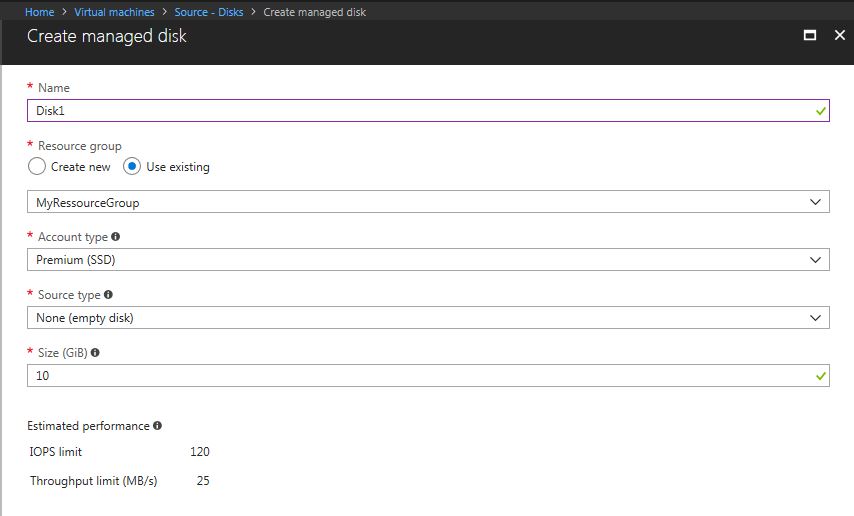 Home > Virtual machines > Source - Disks > Create managed disk
Create managed disk
* Name
Disk1
* Resource group
Create new Use existing
MyRessourceGroup
* Account type
Premium (SSD)
* Source type
None (empty disk)
* Size (GiB)
10
Estimated performance
IOPS limit 120
Throughput limit (MB/s) 25